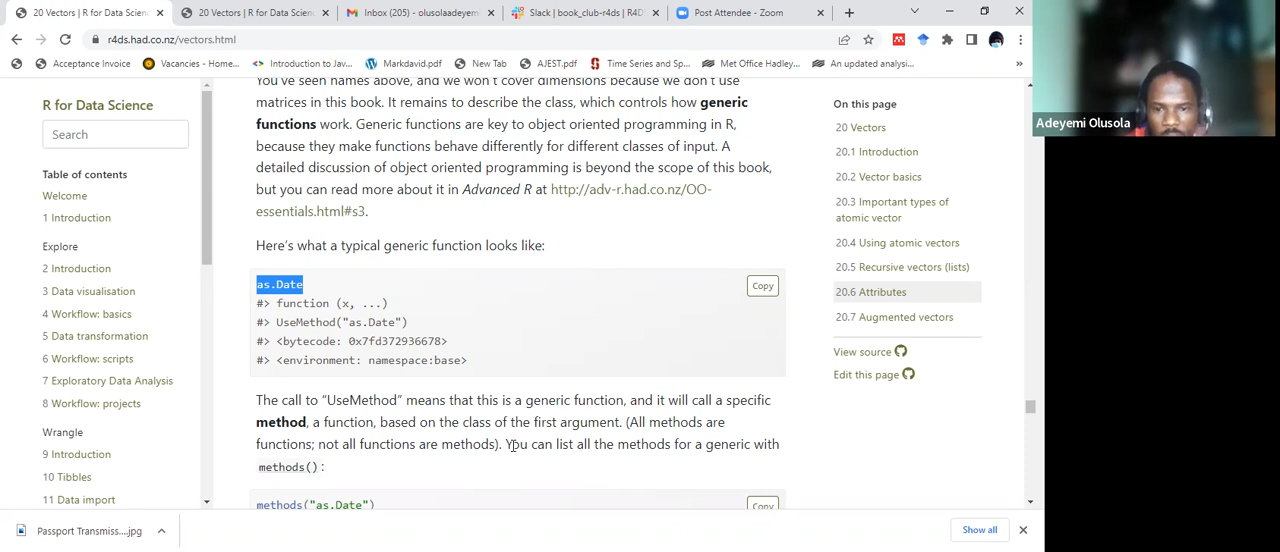 20 Vectors | R for Data Science
20 Vectors | R for Data Scienc
Inbox (205) - olusolaadeyem
Slack | book_club-r4ds | R4DS
Post Attendee - Zoom
r4ds.had.co.nz/vectors.html
Acceptance Invoice
Vacancies - Home...
Introduction to Jav...
Markdavid.pdf
New Tab
AJEST.pdf
Time Series and Sp...
Met Office Hadley...
An updated analysi...
»
R for Data Science
Search
Table of contents
Welcome
1 Introduction
Explore
2 Introduction
3 Data visualisation
4 Workflow: basics
5 Data transformation
6 Workflow: scripts
7 Exploratory Data Analysis
8 Workflow: projects
Wrangle
9 Introduction
10 Tibbles
11 Data import
You've seen names above, and we won't cover dimensions because we don't use
matrices in this book. It remains to describe the class, which controls how generic
functions work. Generic functions are key to object oriented programming in R,
because they make functions behave differently for different classes of input. A
detailed discussion of object oriented programming is beyond the scope of this book,
but you can read more about it in Advanced R at http://adv-r.had.co.nz/OO-
essentials.html#s3.
Here's what a typical generic function looks like:
as.Date
Copy
#> function (x, ...)
#> UseMethod("as.Date")
#> <bytecode: 0x7fd372936678>
#> <environment: namespace:base>
The call to "UseMethod" means that this is a generic function, and it will call a specific
method, a function, based on the class of the first argument. (All methods are
functions; not all functions are methods). You can list all the methods for a generic with
methods():
methods("as.Date")
Copy
On this page
20 Vectors
20.1 Introduction
20.2 Vector basics
20.3 Important types of
atomic vector
20.4 Using atomic vectors
20.5 Recursive vectors (lists)
20.6 Attributes
20.7 Augmented vectors
View source
Edit this page
Adeyemi Olusola
Passport Transmiss....jpg
Show all